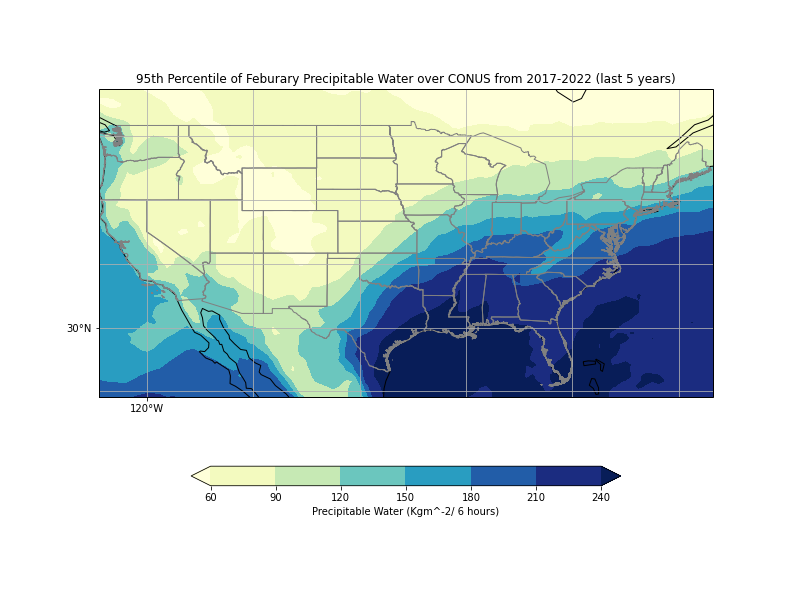 95th Percentile of Feburary Precipitable Water over CONUS from 2017-2022 (last 5 years)
30°N
120°W
60 90 120 150 180 210 240
Precipitable Water (Kgm^-2/ 6 hours)